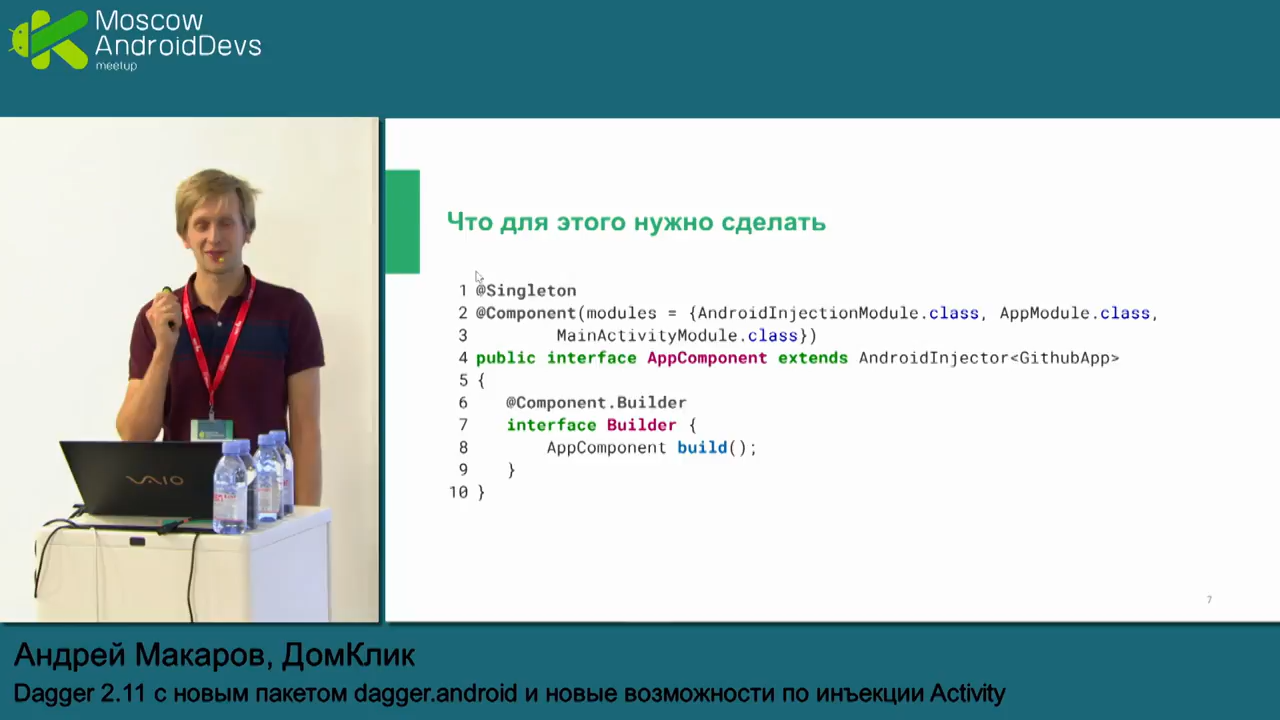 Moscow
AndroidDevs
meetup
Что для этого нужно сделать
1 @Singleton
2 @Component(modules = {AndroidInjectionModule.class, AppModule.class,
3 MainActivityModule.class})
4 public interface AppComponent extends AndroidInjector<GithubApp>
5 {
6 @Component.Builder
7 interface Builder {
8 AppComponent build();
9 }
10 }
7
VAIO
Андрей Макаров, ДомКлик
Dagger 2.11 с новым пакетом dagger.android и новые возможности по инъекции Activity